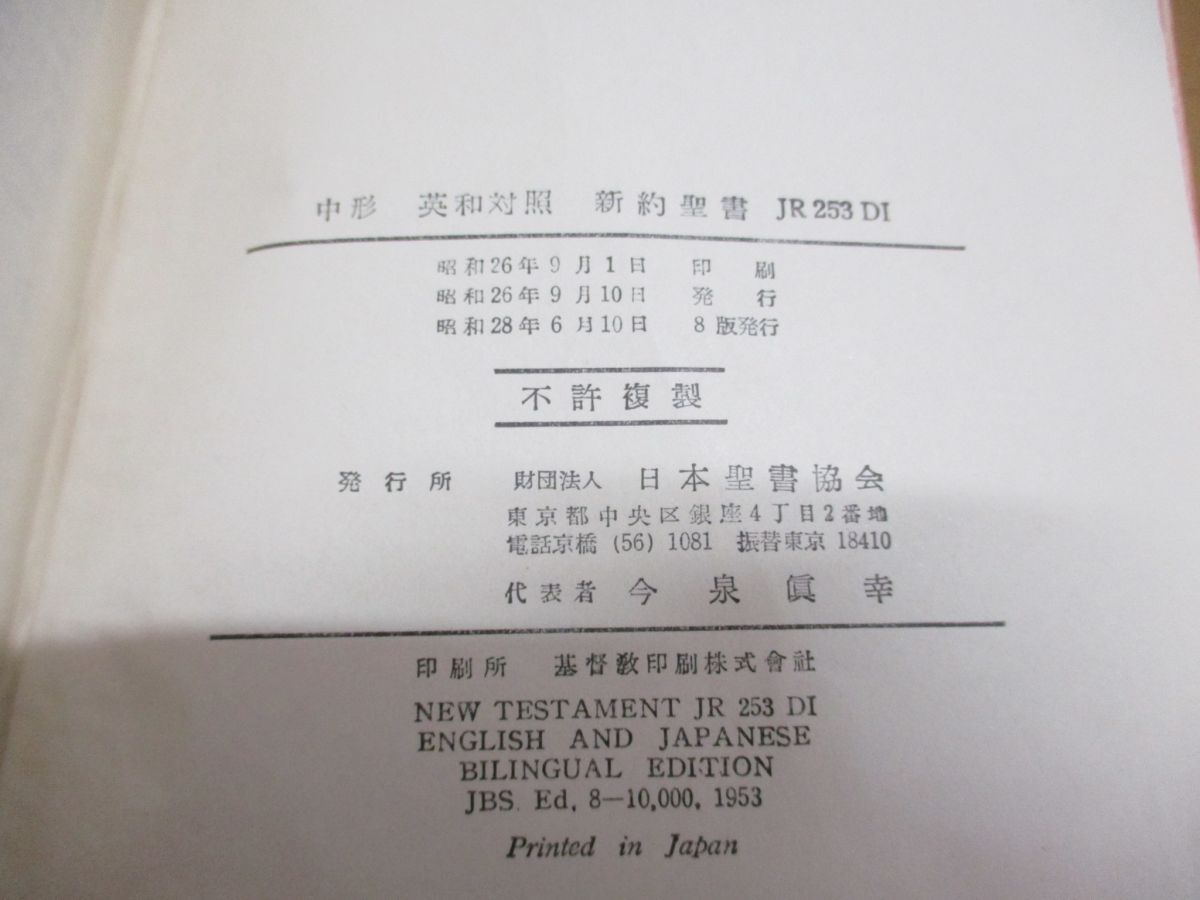 中形 英和対照 新約聖書 JR 253 DI
昭和26年9月1日 印刷
昭和26年9月10日 発行
昭和28年6月10日 8版発行
不許複製
発行所 財団法人 日本聖書協会
東京都中央区銀座4丁目2番地
電話京橋 (56) 1081 振替東京 18410
代表者 今泉眞幸
印刷所 基督教印刷株式會社
NEW TESTAMENT JR 253 DI
ENGLISH AND JAPANESE
BILINGUAL EDITION
JBS. Ed, 8—10,000, 1953
Printed in Japan